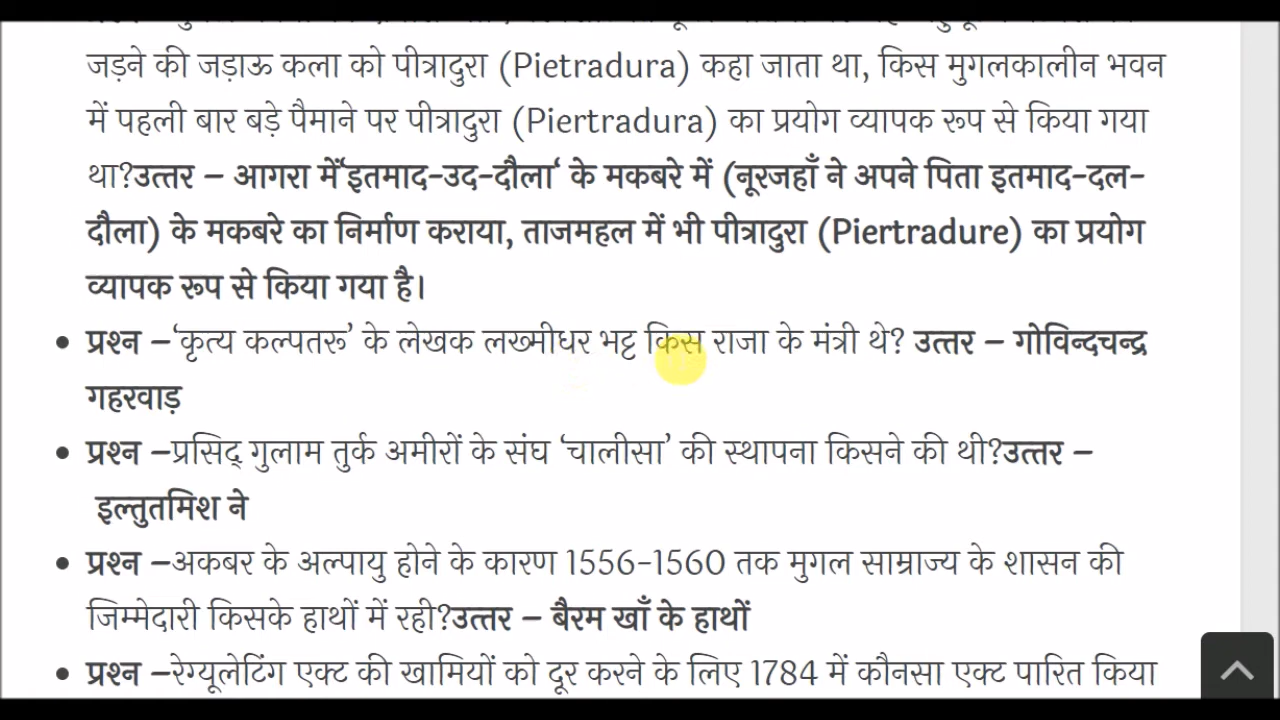 जड़ने की जड़ाऊ कला को पीत्रादुरा (Pietradura) कहा जाता था, किस मुगलकालीन भवन
में पहली बार बड़े पैमाने पर पीत्रादुरा (Piertradura) का प्रयोग व्यापक रूप से किया गया
था?उत्तर – आगरा में‘इतमाद-उद-दौला‘ के मकबरे में (नूरजहाँ ने अपने पिता इतमाद-दल-
दौला) के मकबरे का निर्माण कराया, ताजमहल में भी पीत्रादुरा (Piertradure) का प्रयोग
व्यापक रूप से किया गया है।
• प्रश्न –‘कृत्य कल्पतरू’ के लेखक लख्मीधर भट्ट किस राजा के मंत्री थे? उत्तर – गोविन्दचन्द्र
गहरवाड़
• प्रश्न –प्रसिद् गुलाम तुर्क अमीरों के संघ ‘चालीसा’ की स्थापना किसने की थी?उत्तर –
इल्तुतमिश ने
• प्रश्न –अकबर के अल्पायु होने के कारण 1556-1560 तक मुगल साम्राज्य के शासन की
जिम्मेदारी किसके हाथों में रही?उत्तर – बैरम खाँ के हाथों
• प्रश्न –रेग्यूलेटिंग एक्ट की खामियों को दूर करने के लिए 1784 में कौनसा एक्ट पारित किया